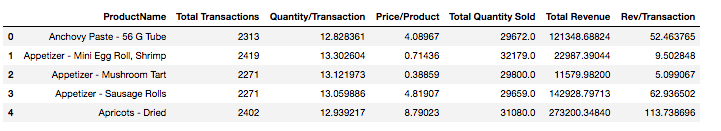 ProductName Total Transactions Quantity/Transaction Price/Product Total Quantity Sold Total Revenue Rev/Transaction
0 Anchovy Paste - 56 G Tube 2313 12.828361 4.08967 29672.0 121348.68824 52.463765
1 Appetizer - Mini Egg Roll, Shrimp 2419 13.302604 0.71436 32179.0 22987.39044 9.502848
2 Appetizer - Mushroom Tart 2271 13.121973 0.38859 29800.0 11579.98200 5.099067
3 Appetizer - Sausage Rolls 2271 13.059886 4.81907 29659.0 142928.79713 62.936502
4 Apricots - Dried 2402 12.939217 8.79023 31080.0 273200.34840 113.738696